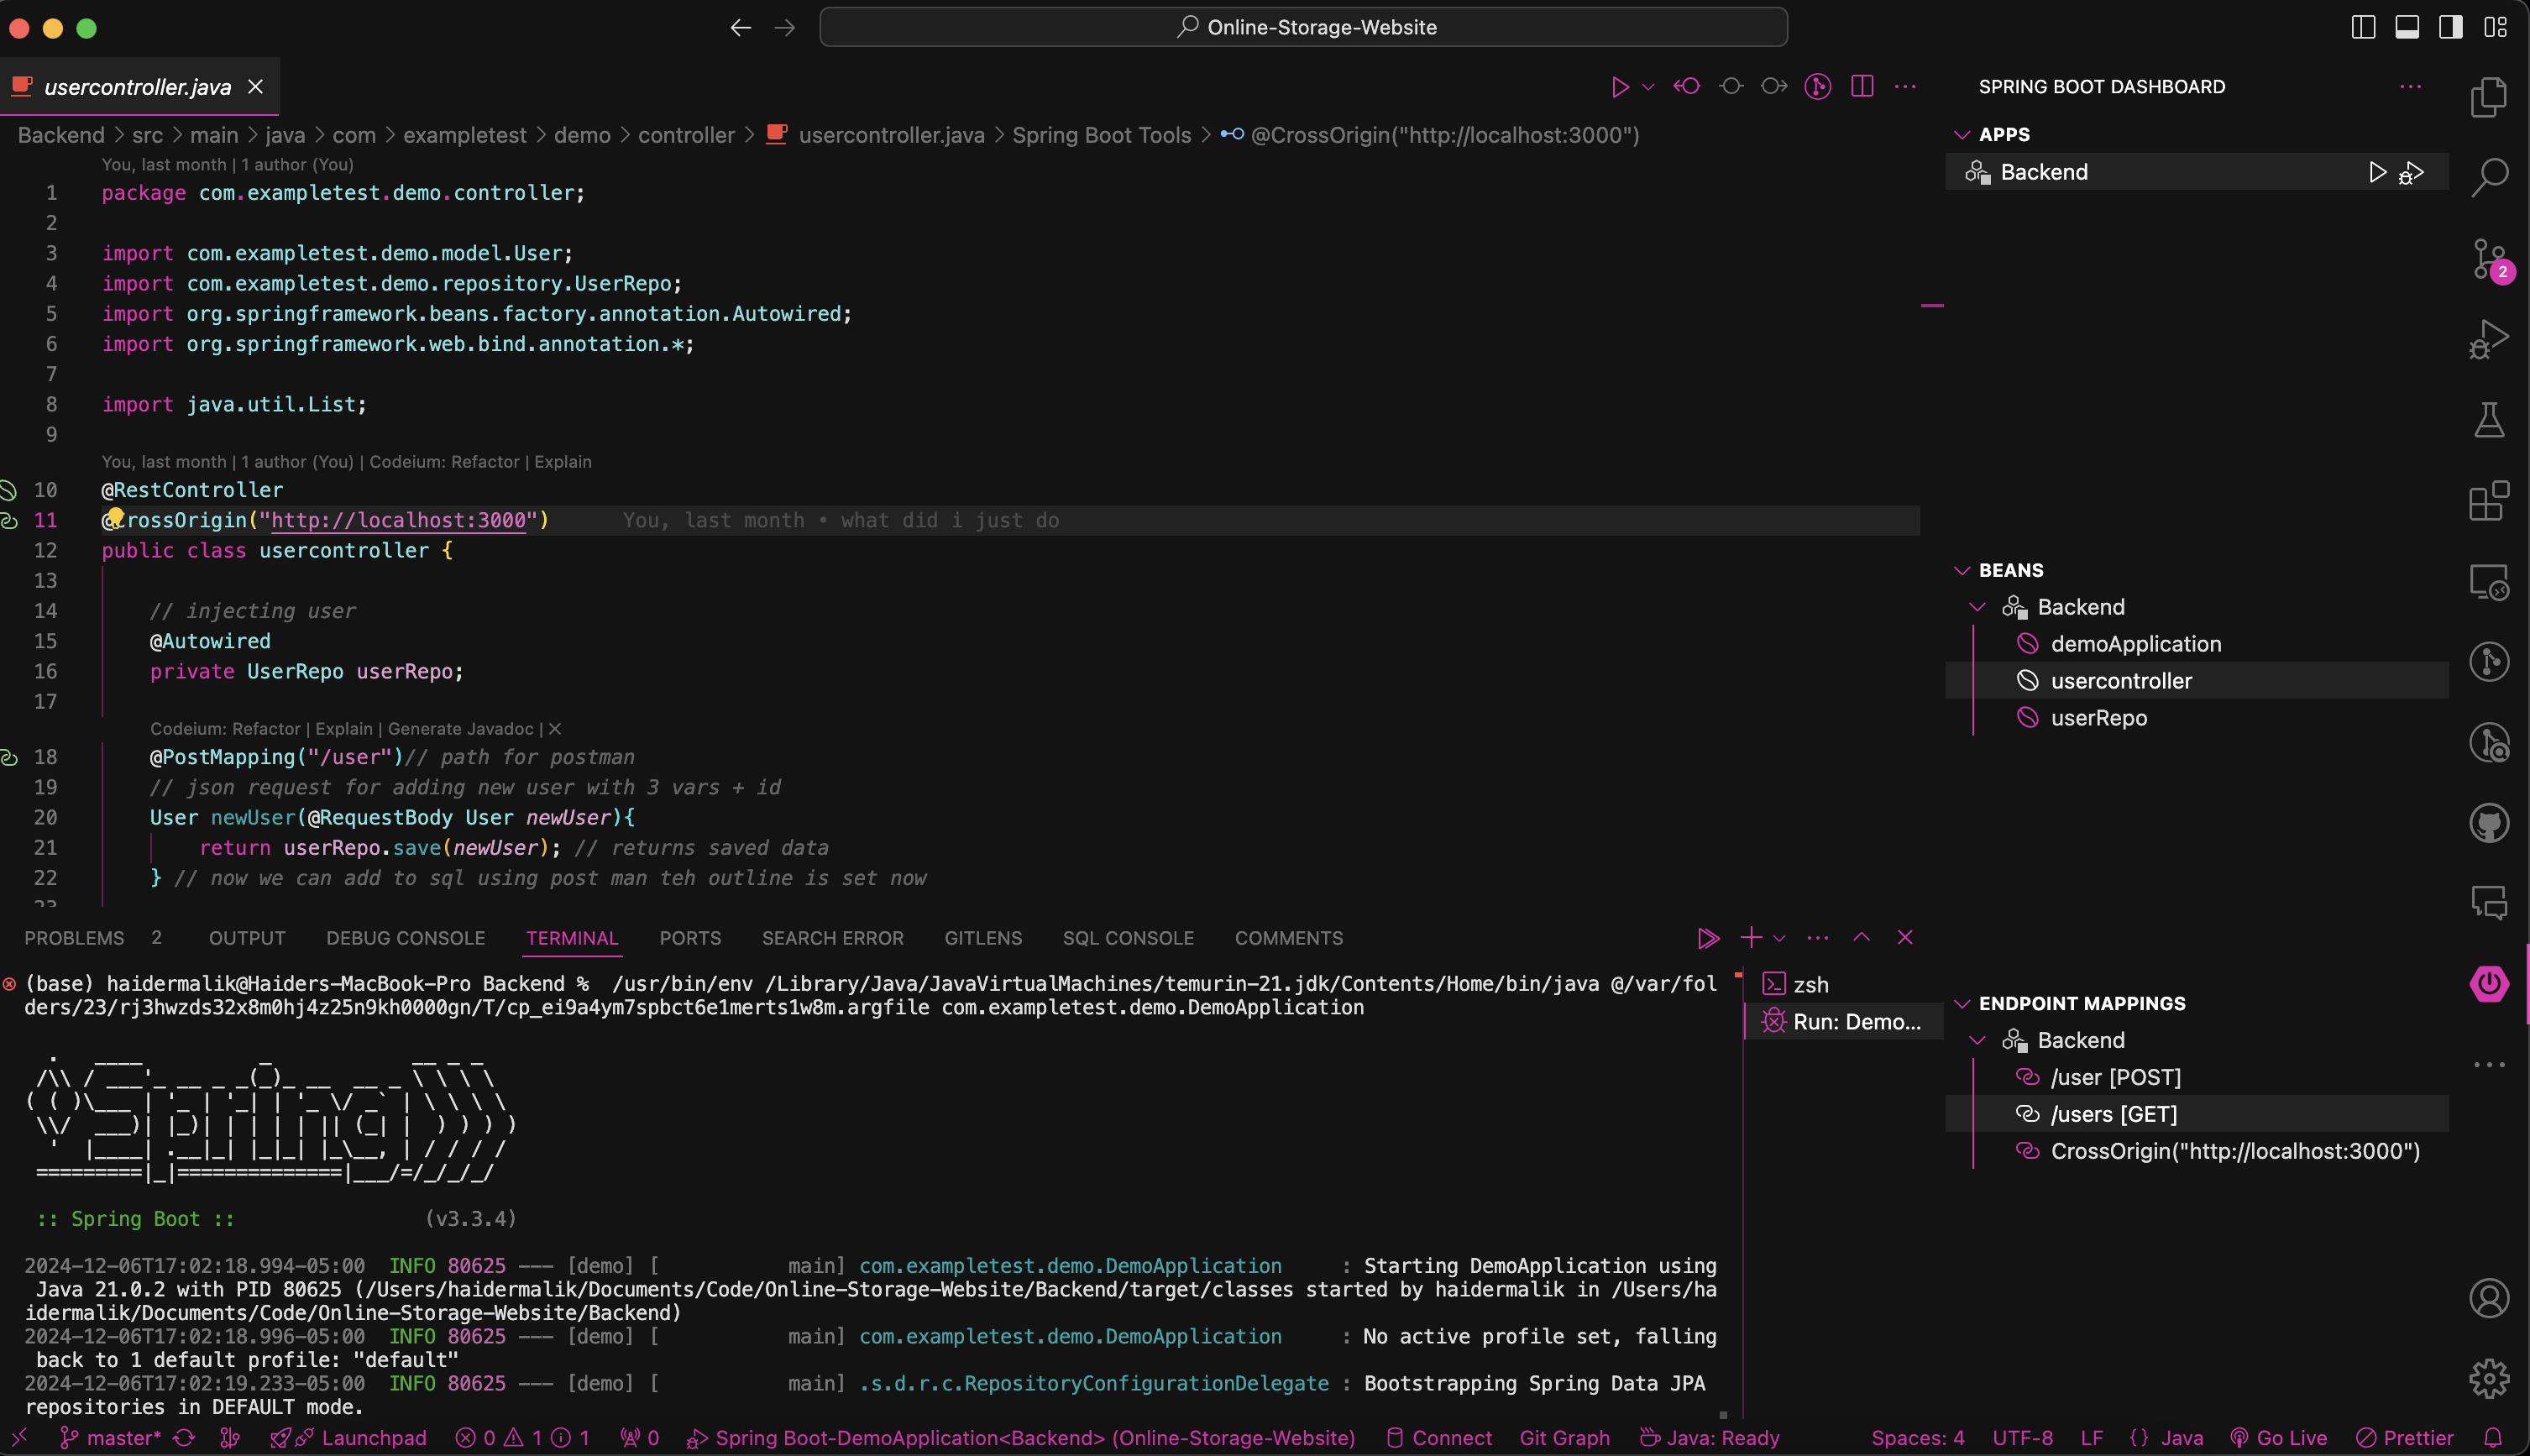 Online-Storage-Website
usercontroller.java
Backend > src > main > java > com > exampletest > demo > controller > usercontroller.java > Spring Boot Tools > @CrossOrigin("http://localhost:3000")
You, last month | 1 author (You)
1 package com.exampletest.demo.controller;
2
3 import com.exampletest.demo.model.User;
4 import com.exampletest.demo.repository.UserRepo;
5 import org.springframework.beans.factory.annotation.Autowired;
6 import org.springframework.web.bind.annotation.*;
7
8 import java.util.List;
9
You, last month | 1 author (You) | Codeium: Refactor | Explain
10 @RestController
11 @CrossOrigin("http://localhost:3000") You, last month • what did i just do
12 public class usercontroller {
13
14 // injecting user
15 @Autowired
16 private UserRepo userRepo;
17
Codeium: Refactor | Explain | Generate Javadoc | ×
18 @PostMapping("/user")// path for postman
19 // json request for adding new user with 3 vars + id
20 User newUser(@RequestBody User newUser){
21 return userRepo.save(newUser); // returns saved data
22 } // now we can add to sql using post man teh outline is set now
23
PROBLEMS 2 OUTPUT DEBUG CONSOLE TERMINAL PORTS SEARCH ERROR GITLENS SQL CONSOLE COMMENTS
(base) haidermalik@Haiders-MacBook-Pro Backend % /usr/bin/env /Library/Java/JavaVirtualMachines/temurin-21.jdk/Contents/Home/bin/java @/var/fol
ders/23/rj3hwzds32x8m0hj4z25n9kh0000gn/T/cp_ei9a4ym7spbct6e1merts1w8m.argfile com.exampletest.demo.DemoApplication
  .   ____          _            __ _ _
 /\\ / ___'_ __ _ _(_)_ __  __ _ \ \ \ \
( ( )\___ | '_ | '_| | '_ \/ _` | \ \ \ \
 \\/  ___)| |_)| | | | | || (_| |  ) ) ) )
  '  |____| .__|_| |_|_| |_\__, | / / / /
 =========|_|==============|___/=/_/_/_/
:: Spring Boot :: (v3.3.4)
2024-12-06T17:02:18.994-05:00 INFO 80625 --- [demo] [ main] com.exampletest.demo.DemoApplication : Starting DemoApplication using
Java 21.0.2 with PID 80625 (/Users/haidermalik/Documents/Code/Online-Storage-Website/Backend/target/classes started by haidermalik in /Users/ha
idermalik/Documents/Code/Online-Storage-Website/Backend)
2024-12-06T17:02:18.996-05:00 INFO 80625 --- [demo] [ main] com.exampletest.demo.DemoApplication : No active profile set, falling
back to 1 default profile: "default"
2024-12-06T17:02:19.233-05:00 INFO 80625 --- [demo] [ main] .s.d.r.c.RepositoryConfigurationDelegate : Bootstrapping Spring Data JPA
repositories in DEFAULT mode.
zsh
Run: Demo...
SPRING BOOT DASHBOARD
APPS
Backend
BEANS
Backend
demoApplication
usercontroller
userRepo
ENDPOINT MAPPINGS
Backend
/user [POST]
/users [GET]
CrossOrigin("http://localhost:3000")
2
master* Launchpad 0 1 1 0 Spring Boot-DemoApplication<Backend> (Online-Storage-Website) Connect Git Graph Java: Ready Spaces: 4 UTF-8 LF {} Java Go Live Prettier